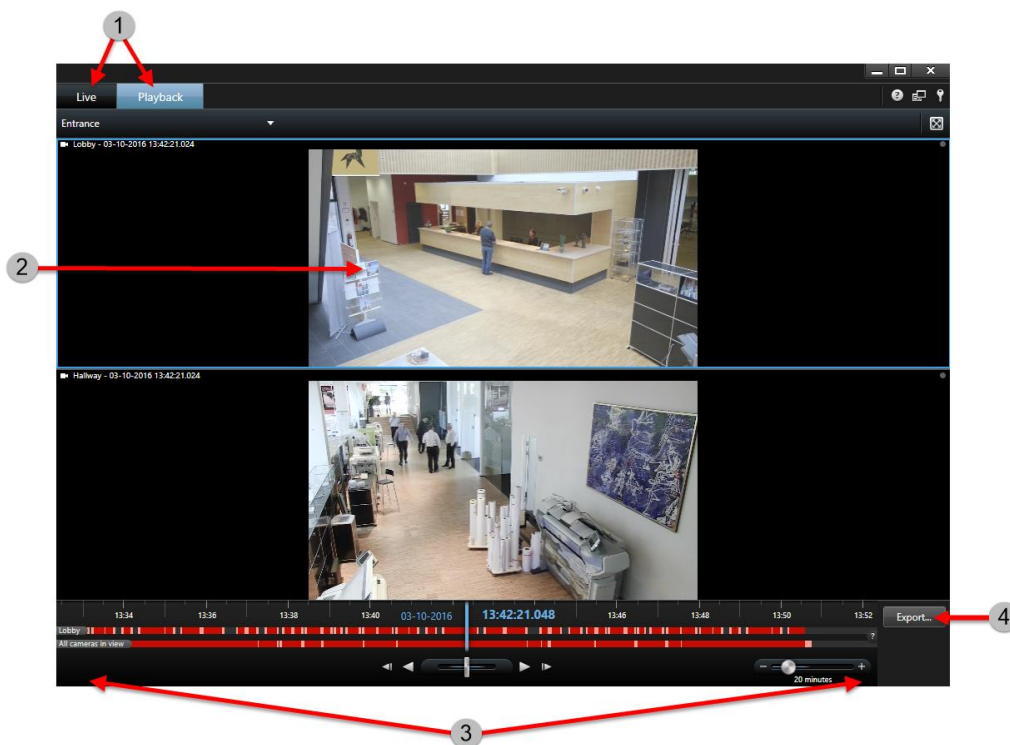 1
Live Playback
Entrance
Lobby - 03-10-2016 13:42:21.024
2
Hallway - 03-10-2016 13:42:21.024
13:34 13:36 13:38 13:40 03-10-2016 13:42:21.048 13:46 13:48 13:50 13:52 Export...
4
Lobby
?
All cameras in view
20 minutes
3